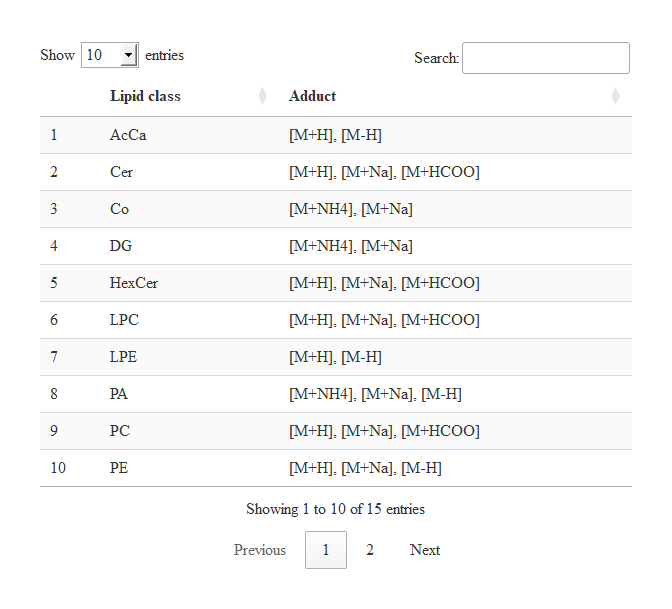 Show 10 entries Search:
Lipid class Adduct
1 AcCa [M+H], [M-H]
2 Cer [M+H], [M+Na], [M+HCOO]
3 Co [M+NH4], [M+Na]
4 DG [M+NH4], [M+Na]
5 HexCer [M+H], [M+Na], [M+HCOO]
6 LPC [M+H], [M+Na], [M+HCOO]
7 LPE [M+H], [M-H]
8 PA [M+NH4], [M+Na], [M-H]
9 PC [M+H], [M+Na], [M+HCOO]
10 PE [M+H], [M+Na], [M-H]
Showing 1 to 10 of 15 entries
Previous 1 2 Next